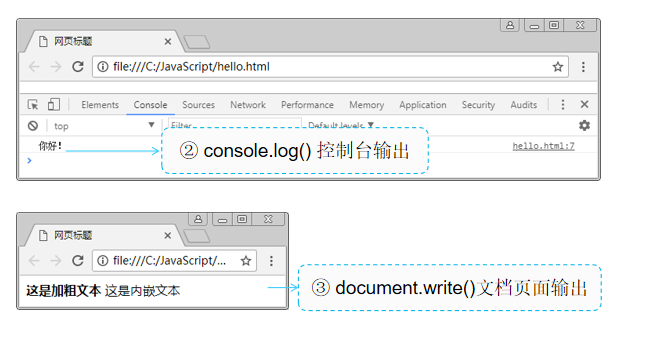 网页标题
file:///C:/JavaScript/hello.html
Elements Console Sources Network Performance Memory Application Security Audits
top Filter Default levels
你好! hello.html:7
② console.log() 控制台输出
网页标题
file:///C:/JavaScript/...
这是加粗文本 这是内嵌文本
③ document.write()文档页面输出